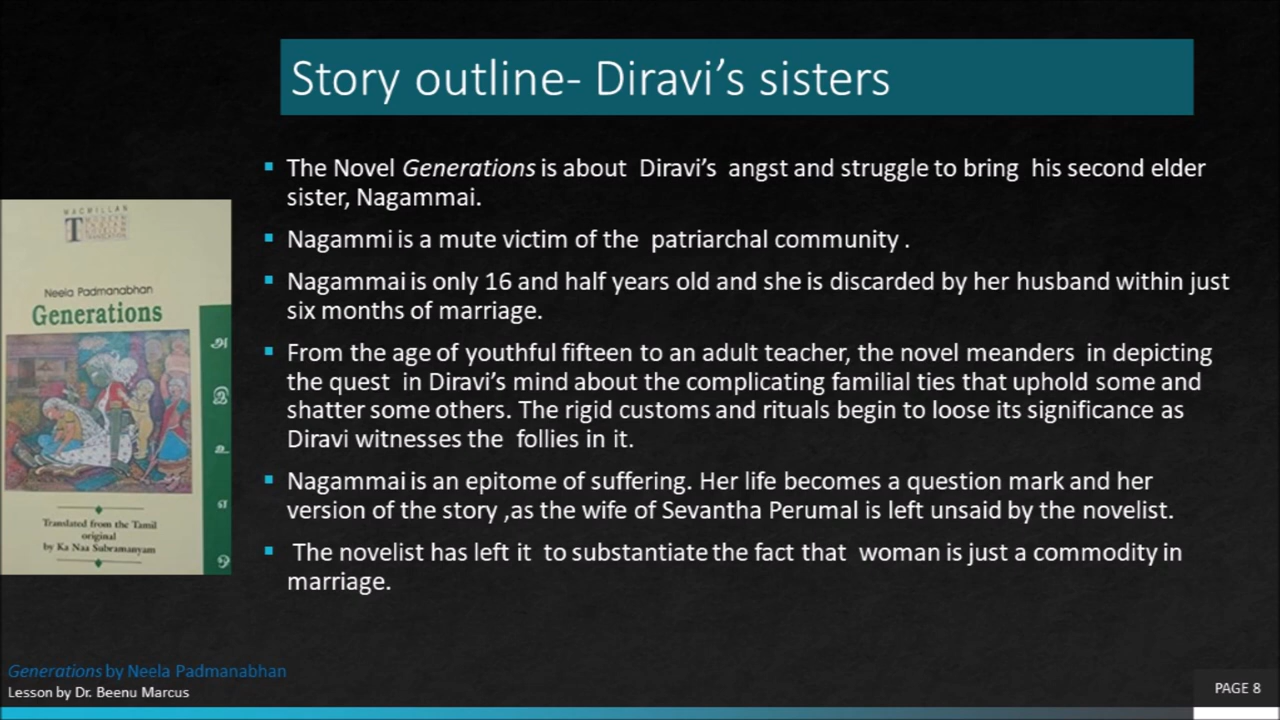 Story outline- Diravi’s sisters
The Novel Generations is about Diravi’s angst and struggle to bring his second elder
sister, Nagammai.
Nagammi is a mute victim of the patriarchal community .
Nagammai is only 16 and half years old and she is discarded by her husband within just
six months of marriage.
From the age of youthful fifteen to an adult teacher, the novel meanders in depicting
the quest in Diravi’s mind about the complicating familial ties that uphold some and
shatter some others. The rigid customs and rituals begin to loose its significance as
Diravi witnesses the follies in it.
Nagammai is an epitome of suffering. Her life becomes a question mark and her
version of the story ,as the wife of Sevantha Perumal is left unsaid by the novelist.
The novelist has left it to substantiate the fact that woman is just a commodity in
marriage.
MACMILLAN
Neela Padmanabhan
Generations
அ
இ
உ
எ
ஒ
Translated from the Tamil
original
by Ka Naa Subramanyam
Generations by Neela Padmanabhan
Lesson by Dr. Beenu Marcus
PAGE 8